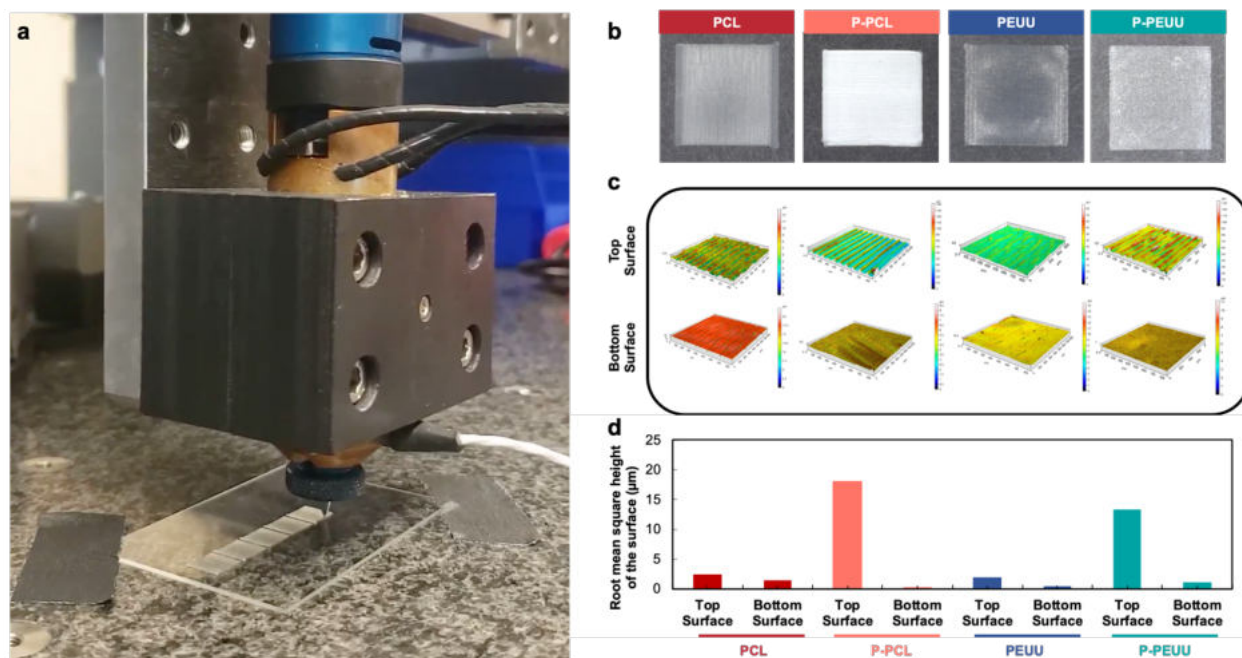 a
b
PCL
P-PCL
PEUU
P-PEUU
c
Top
Surface
Bottom
Surface
d
Root mean square height
of the surface (µm)
25
20
15
10
5
0
Top
Surface
Bottom
Surface
Top
Surface
Bottom
Surface
Top
Surface
Bottom
Surface
Top
Surface
Bottom
Surface
PCL
P-PCL
PEUU
P-PEUU